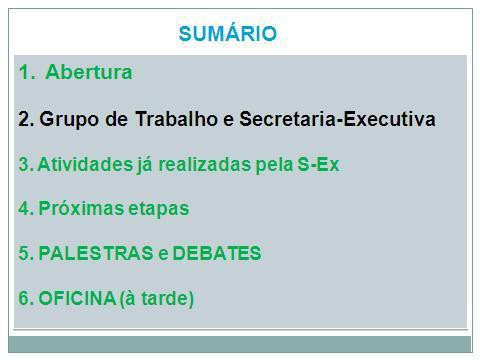 SUMÁRIO
1. Abertura
2. Grupo de Trabalho e Secretaria-Executiva
3. Atividades já realizadas pela S-Ex
4. Próximas etapas
5. PALESTRAS e DEBATES
6. OFICINA (à tarde)